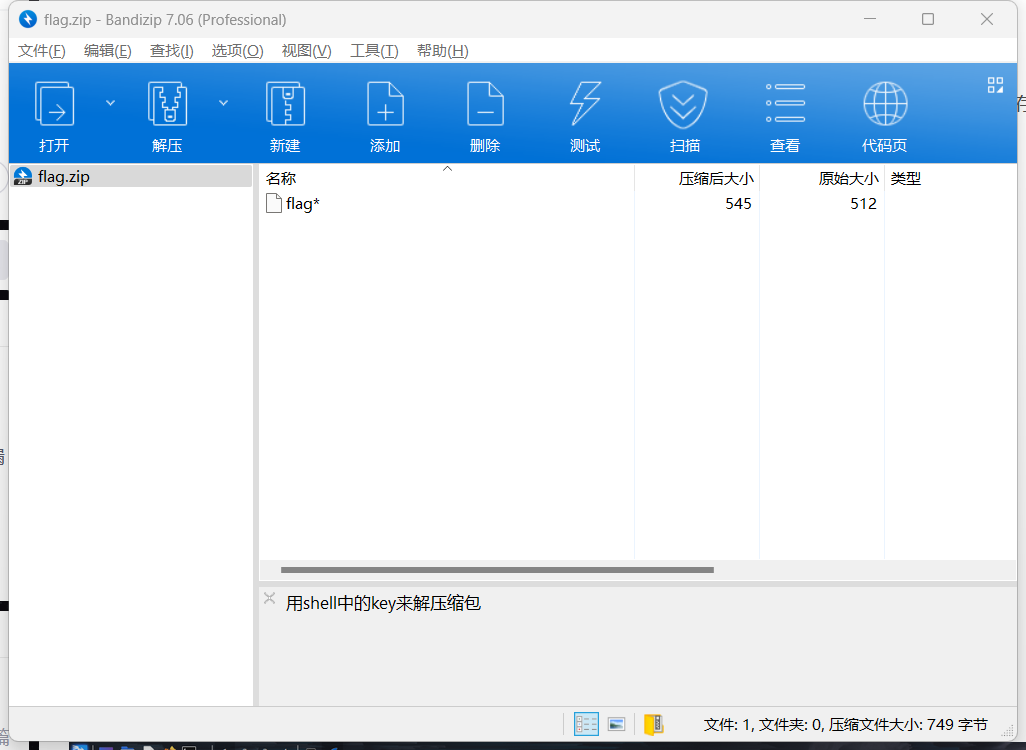 flag.zip - Bandizip 7.06 (Professional)
文件(F) 编辑(E) 查找(I) 选项(O) 视图(V) 工具(T) 帮助(H)
打开 解压 新建 添加 删除 测试 扫描 查看 代码页
flag.zip
名称 压缩后大小 原始大小 类型
flag* 545 512
用shell中的key来解压缩包
文件: 1, 文件夹: 0, 压缩文件大小: 749 字节